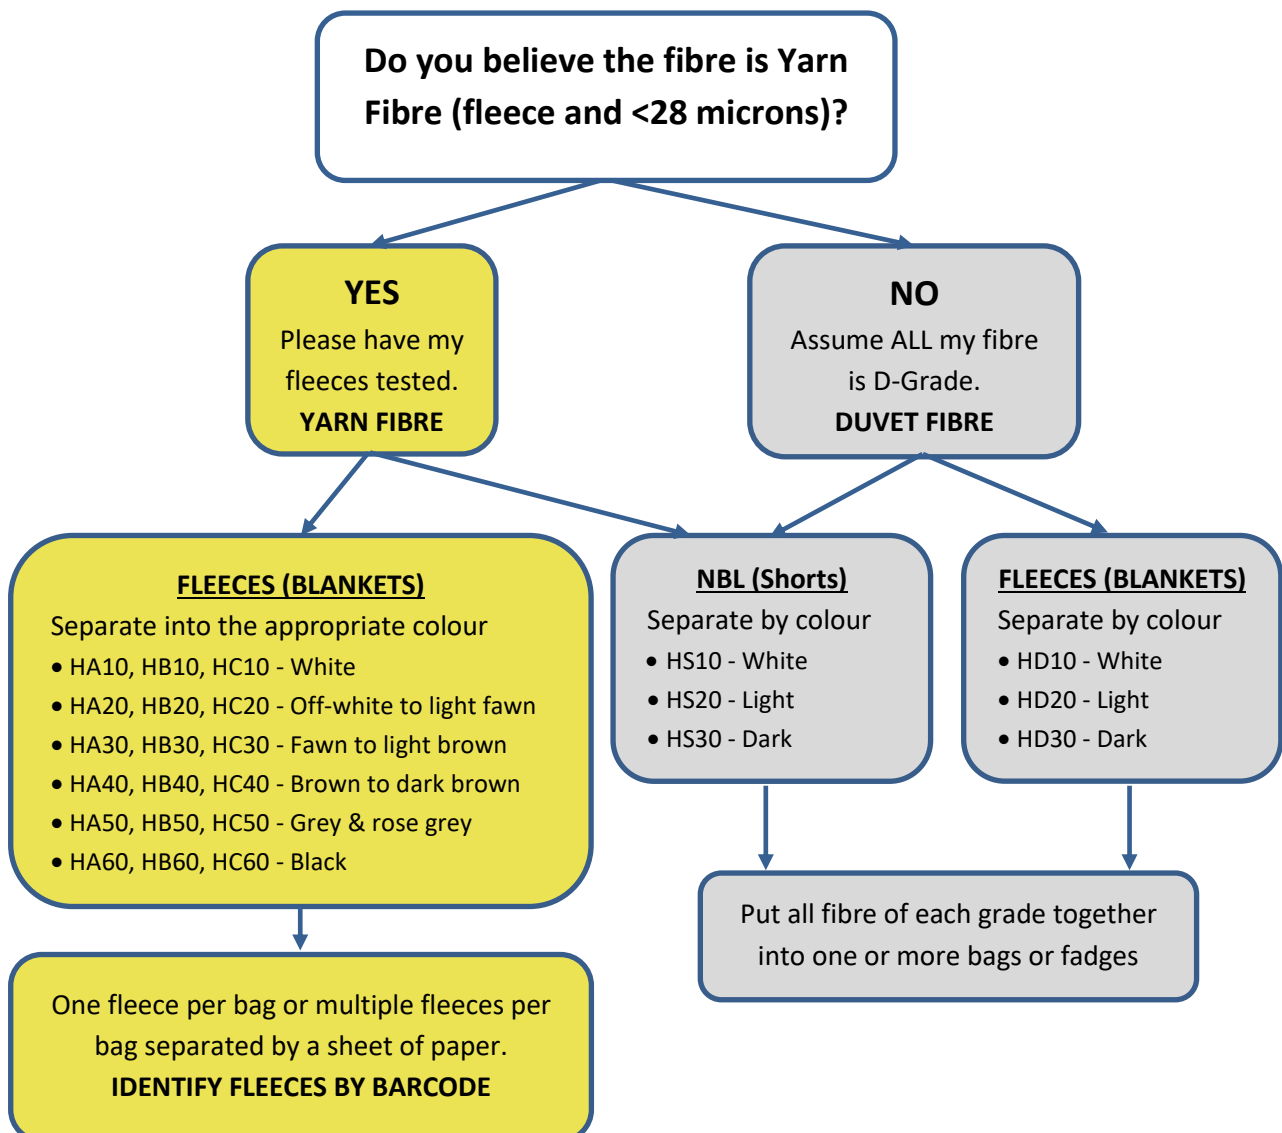 Do you believe the fibre is Yarn
Fibre (fleece and <28 microns)?
YES
Please have my
fleeces tested.
YARN FIBRE
NO
Assume ALL my fibre
is D-Grade.
DUVET FIBRE
FLEECES (BLANKETS)
Separate into the appropriate colour
• HA10, HB10, HC10 - White
• HA20, HB20, HC20 - Off-white to light fawn
• HA30, HB30, HC30 - Fawn to light brown
• HA40, HB40, HC40 - Brown to dark brown
• HA50, HB50, HC50 - Grey & rose grey
• HA60, HB60, HC60 - Black
NBL (Shorts)
Separate by colour
• HS10 - White
• HS20 - Light
• HS30 - Dark
FLEECES (BLANKETS)
Separate by colour
• HD10 - White
• HD20 - Light
• HD30 - Dark
One fleece per bag or multiple fleeces per
bag separated by a sheet of paper.
IDENTIFY FLEECES BY BARCODE
Put all fibre of each grade together
into one or more bags or fadges